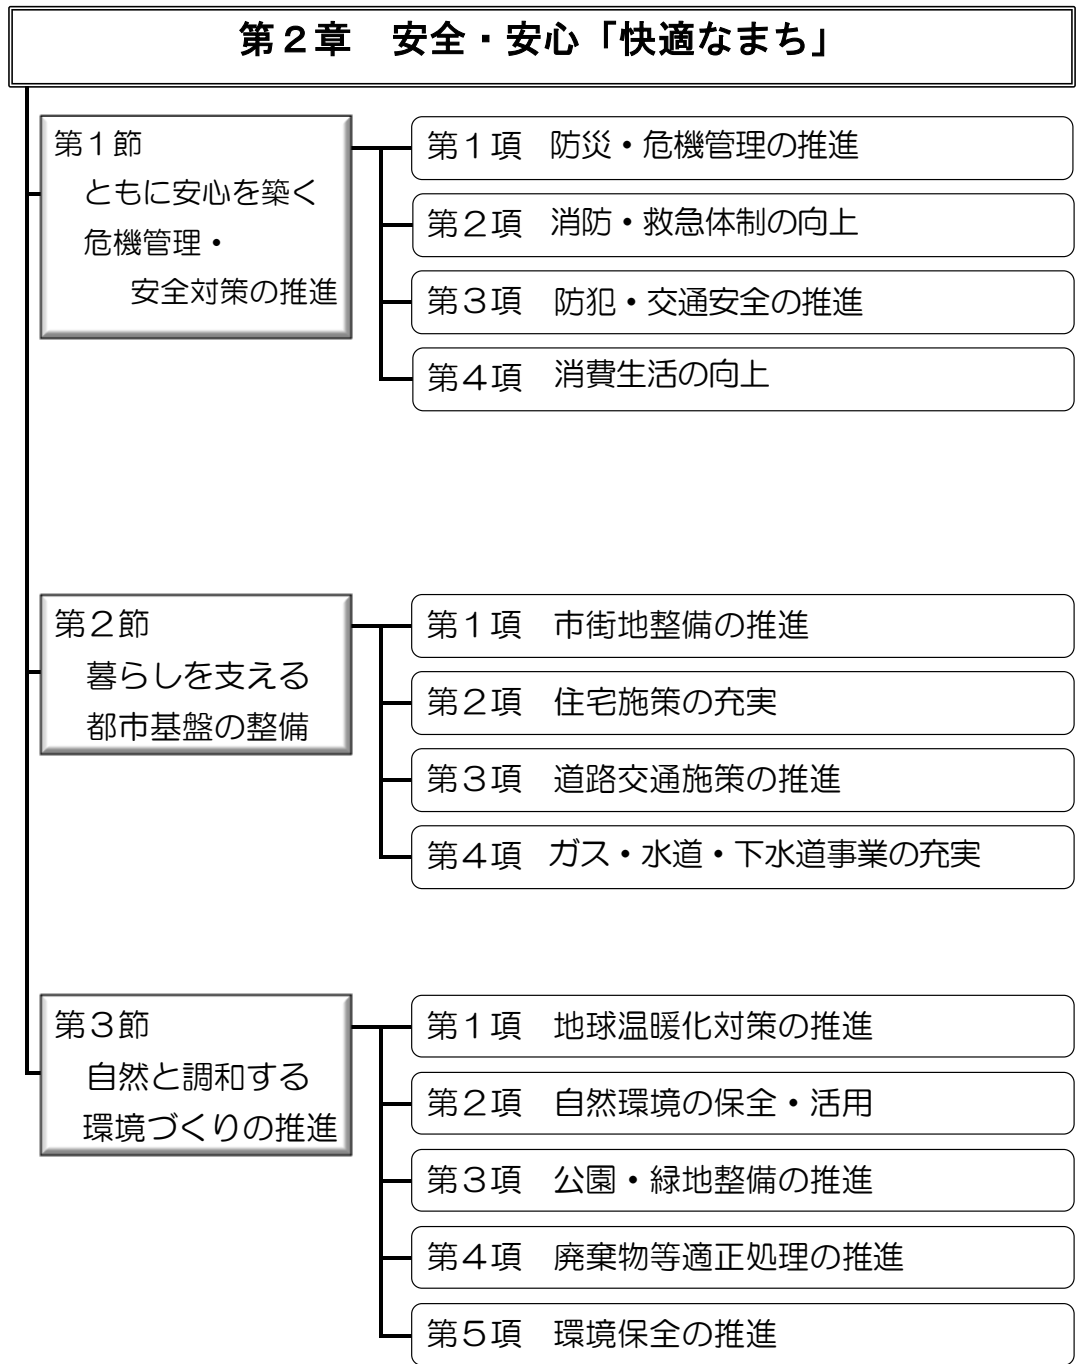 第２章　安全・安心「快適なまち」
第１節
ともに安心を築く
危機管理・
安全対策の推進
第１項　防災・危機管理の推進
第２項　消防・救急体制の向上
第３項　防犯・交通安全の推進
第４項　消費生活の向上
第２節
暮らしを支える
都市基盤の整備
第１項　市街地整備の推進
第２項　住宅施策の充実
第３項　道路交通施策の推進
第４項　ガス・水道・下水道事業の充実
第３節
自然と調和する
環境づくりの推進
第１項　地球温暖化対策の推進
第２項　自然環境の保全・活用
第３項　公園・緑地整備の推進
第４項　廃棄物等適正処理の推進
第５項　環境保全の推進